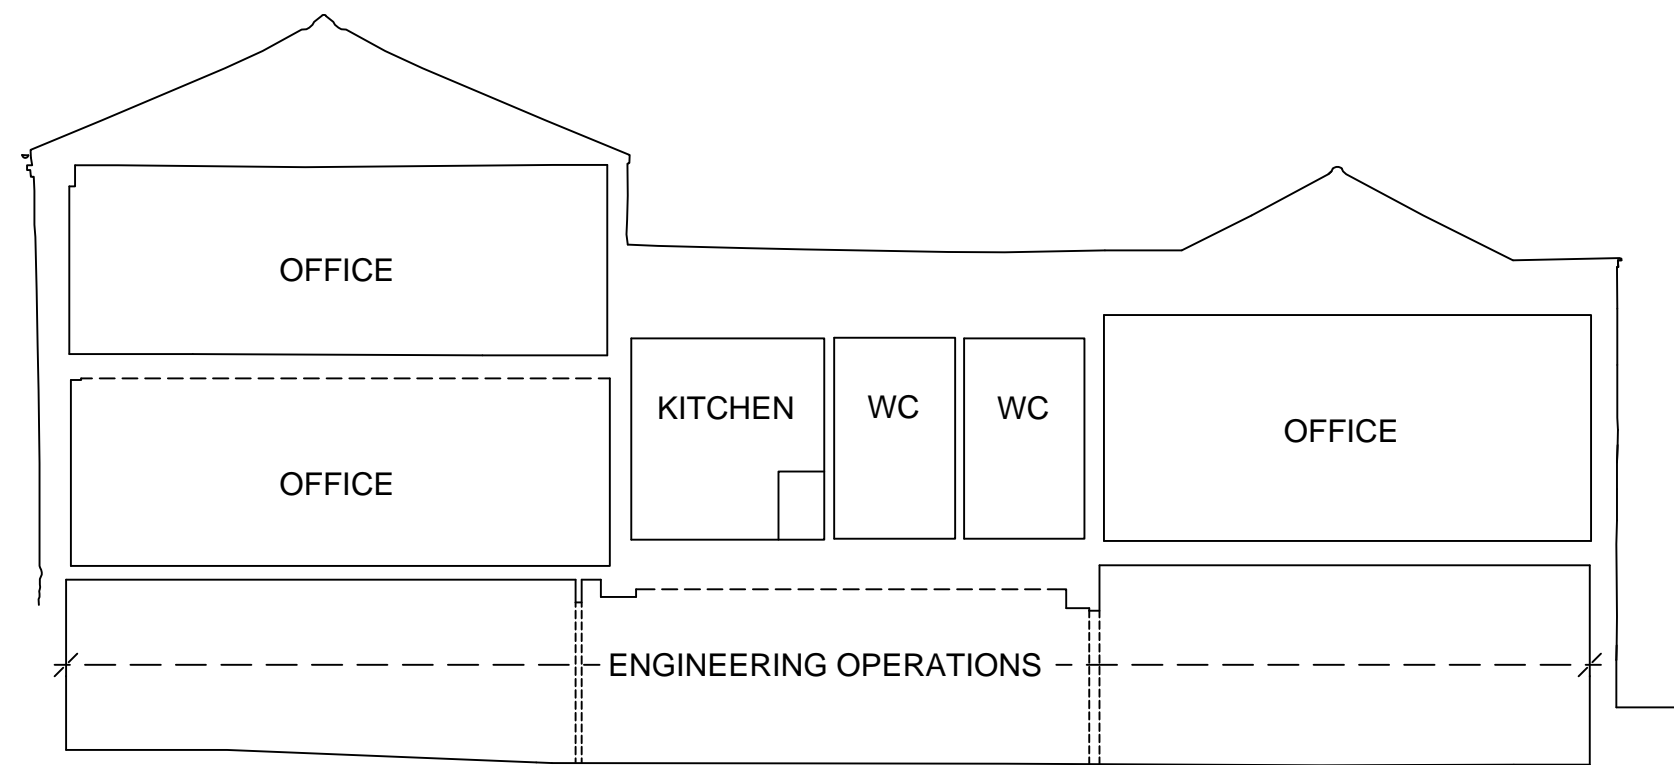 OFFICE
KITCHEN
WC
WC
OFFICE
OFFICE
ENGINEERING OPERATIONS